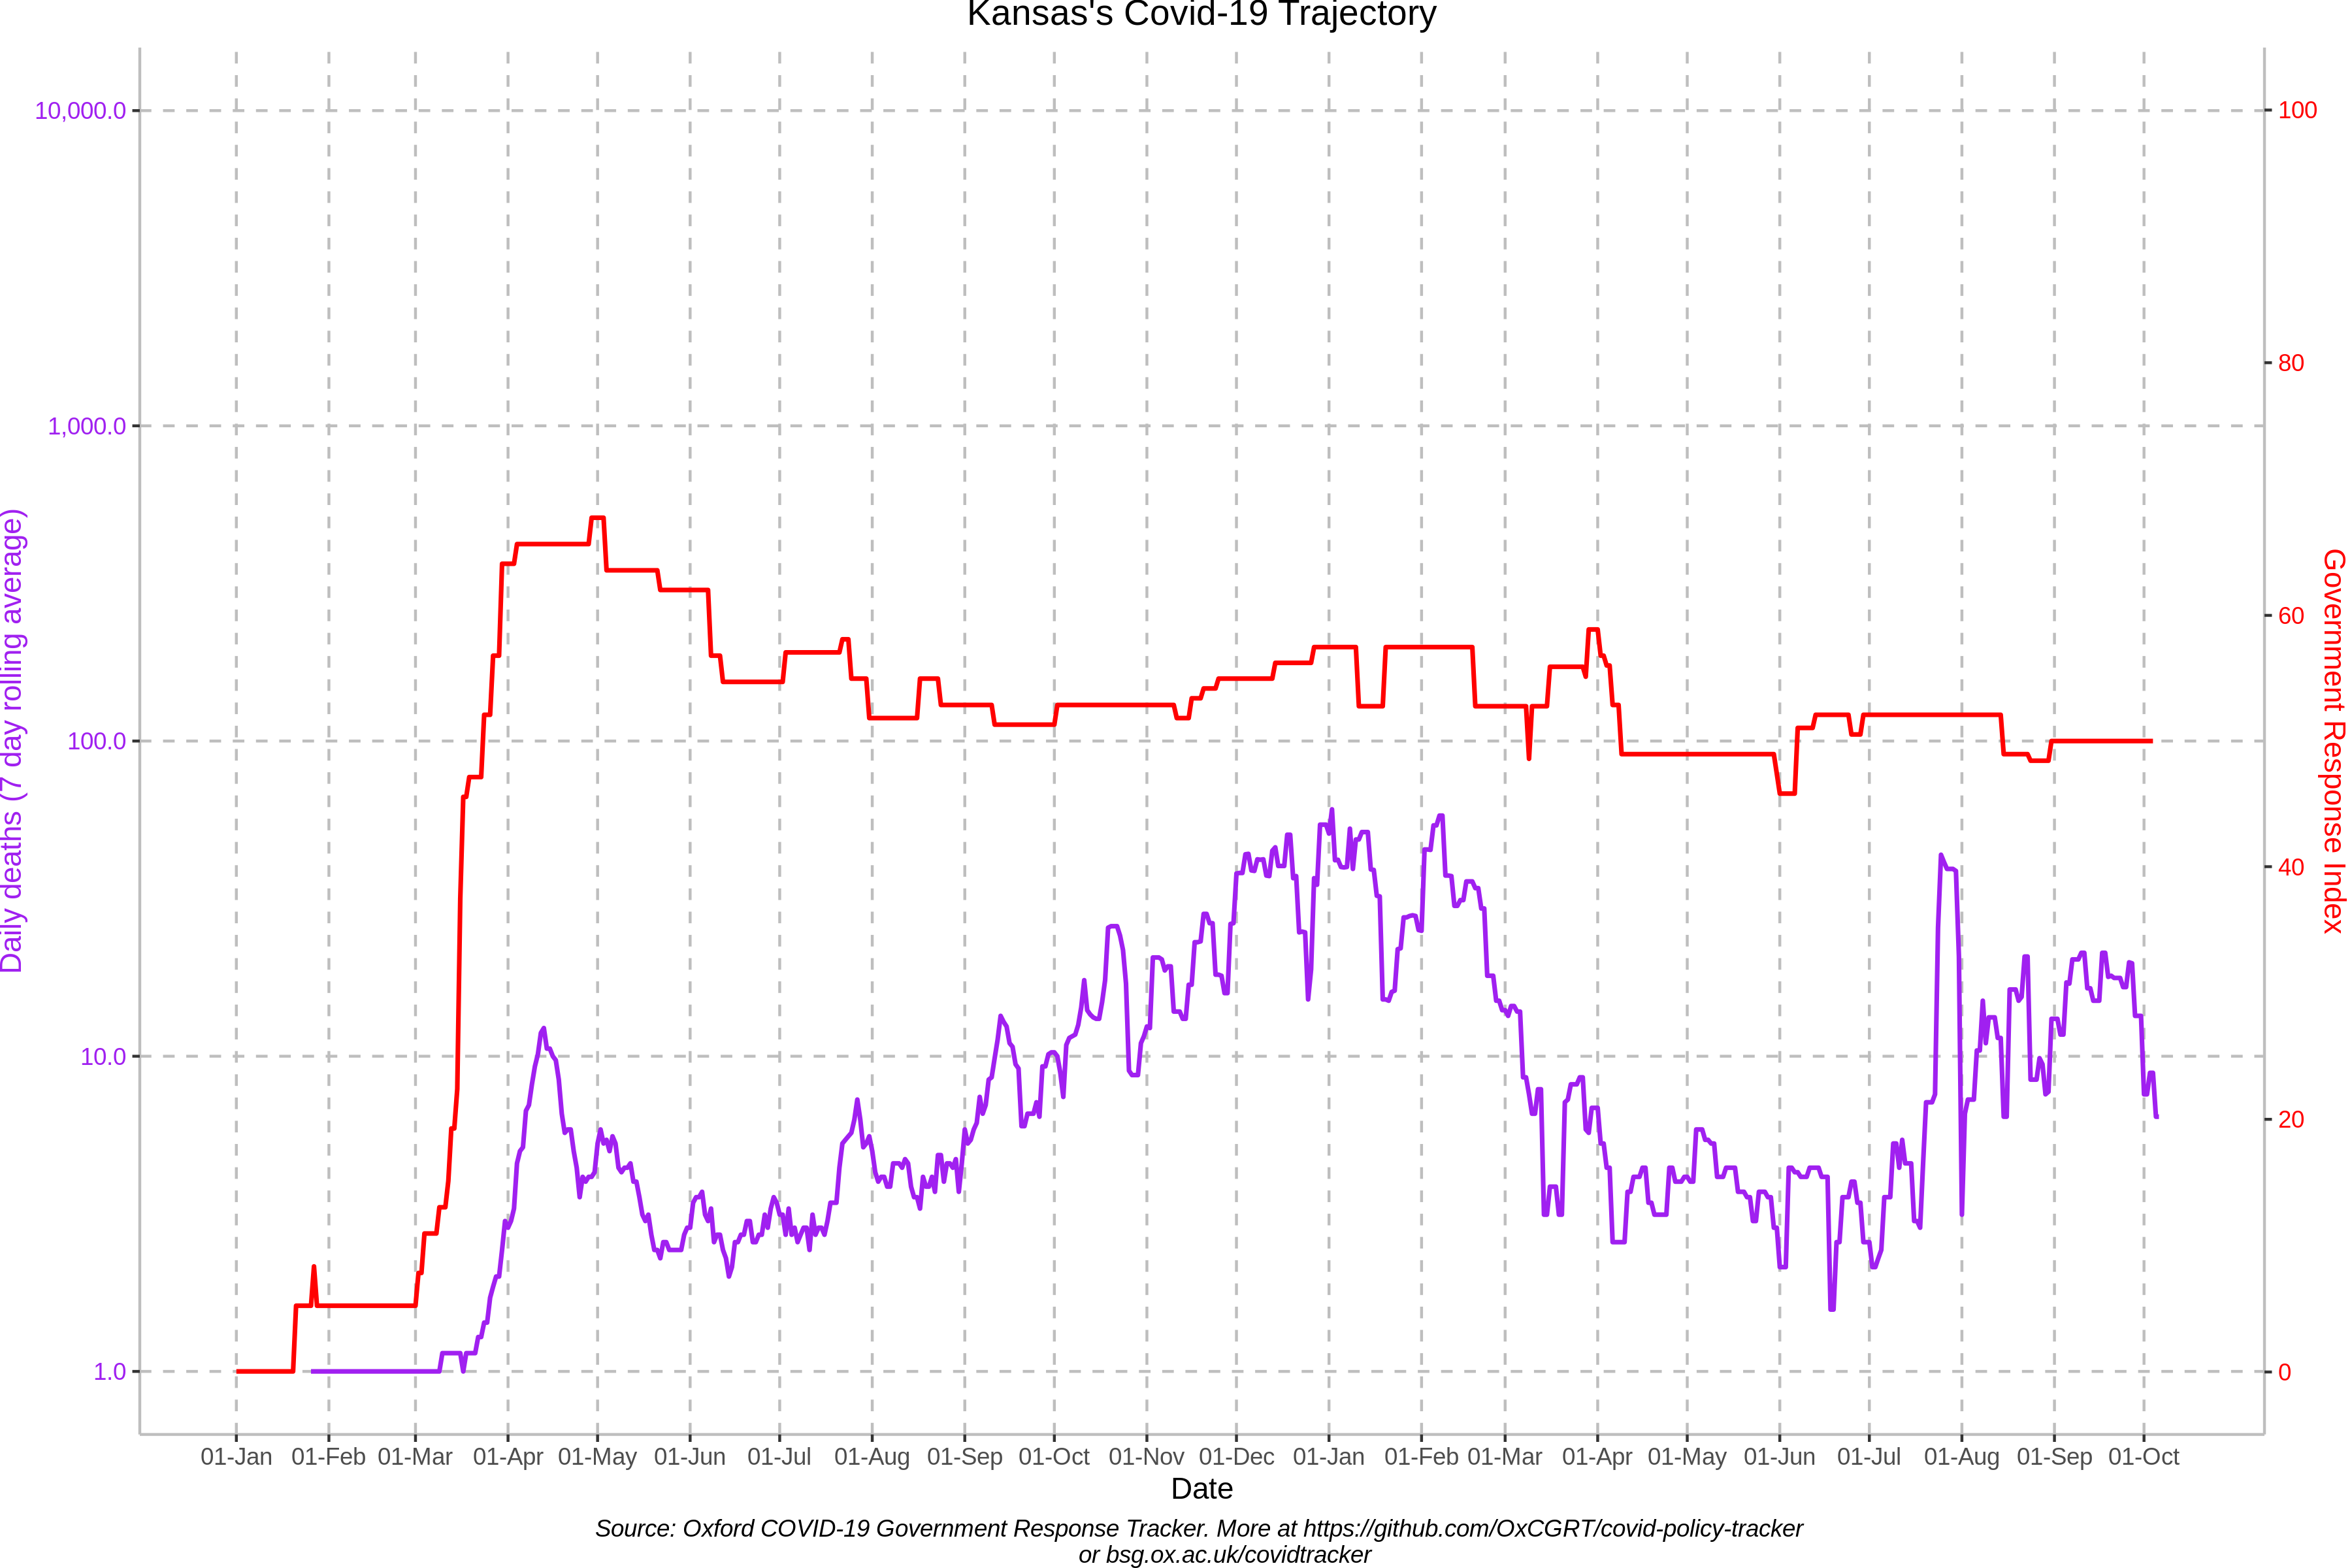 Kansas's Covid-19 Trajectory
10,000.0
1,000.0
100.0
10.0
1.0
Daily deaths (7 day rolling average)
100
80
60
40
20
0
Government Response Index
01-Jan 01-Feb 01-Mar 01-Apr 01-May 01-Jun 01-Jul 01-Aug 01-Sep 01-Oct 01-Nov 01-Dec 01-Jan 01-Feb 01-Mar 01-Apr 01-May 01-Jun 01-Jul 01-Aug 01-Sep 01-Oct
Date
Source: Oxford COVID-19 Government Response Tracker. More at https://github.com/OxCGRT/covid-policy-tracker
or bsg.ox.ac.uk/covidtracker